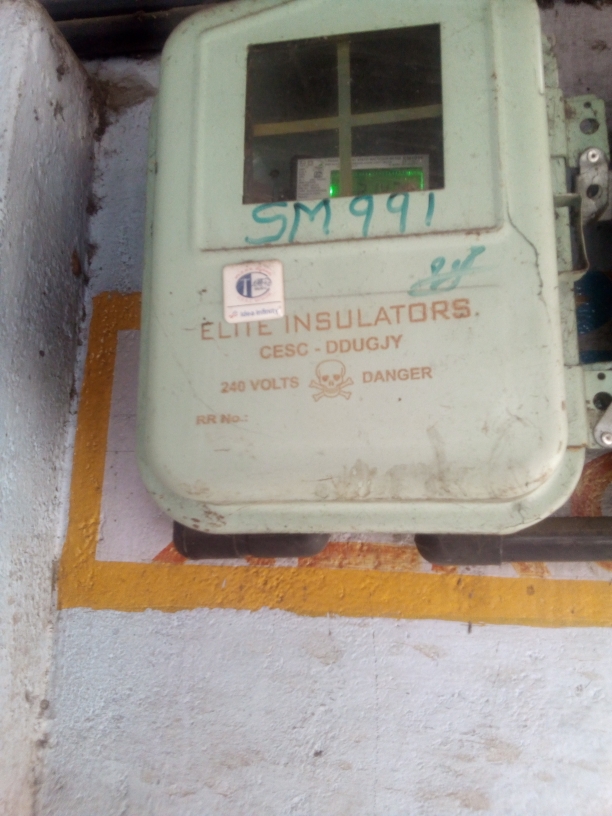 SM991
ELITE INSULATORS.
CESC - DDUGJY
240 VOLTS DANGER
RR No.: